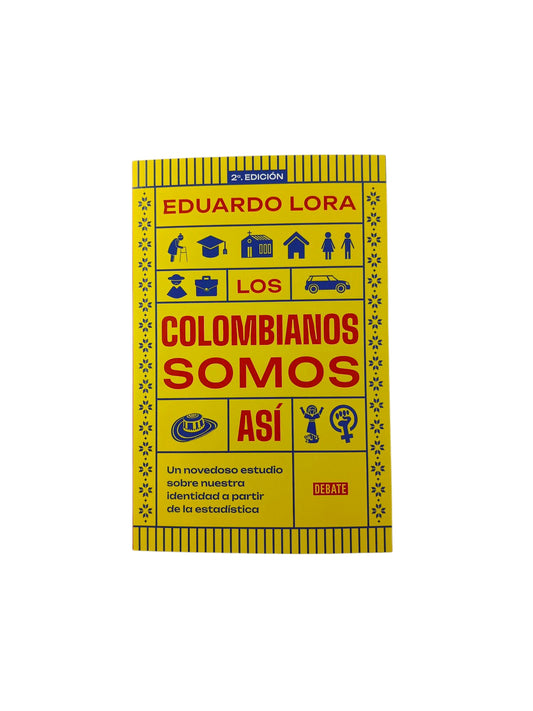 2ª. EDICIÓN
EDUARDO LORA
LOS
COLOMBIANOS
SOMOS
ASÍ
Un novedoso estudio
sobre nuestra
identidad a partir
de la estadística
DEBATE